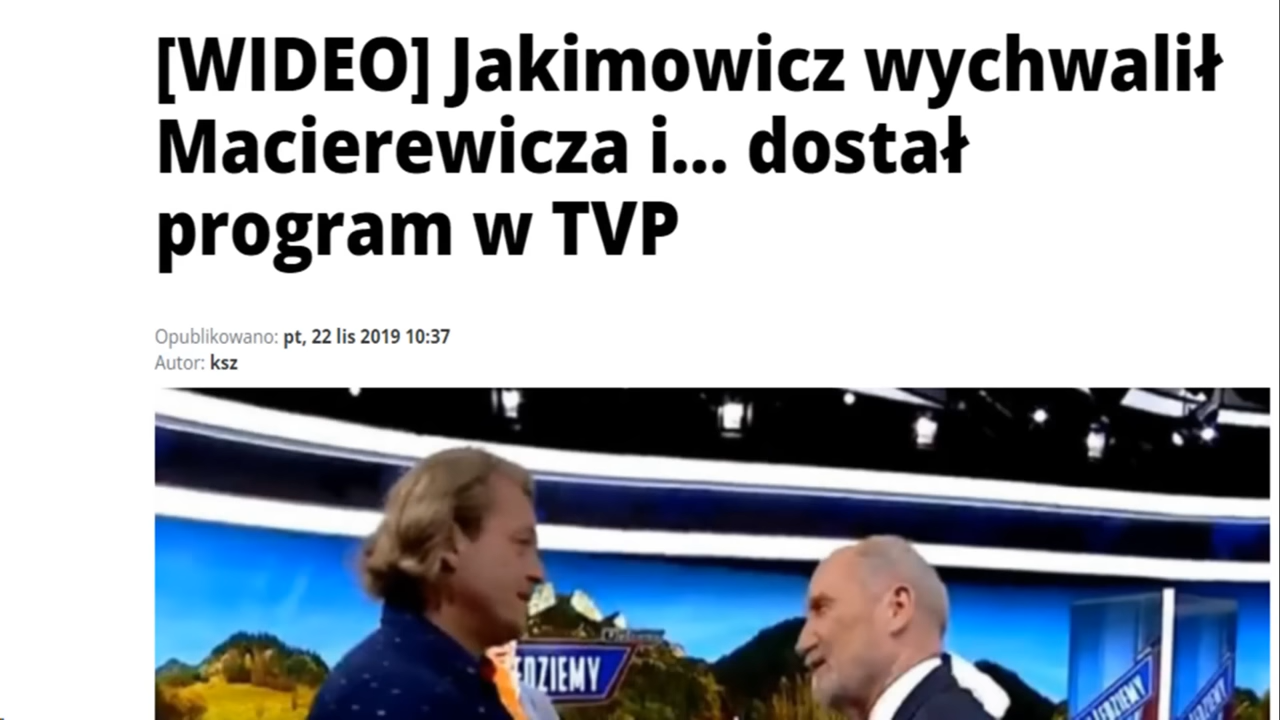 [WIDEO] Jakimowicz wychwalił
Macierewicza i... dostał
program w TVP
Opublikowano: pt, 22 lis 2019 10:37
Autor: ksz